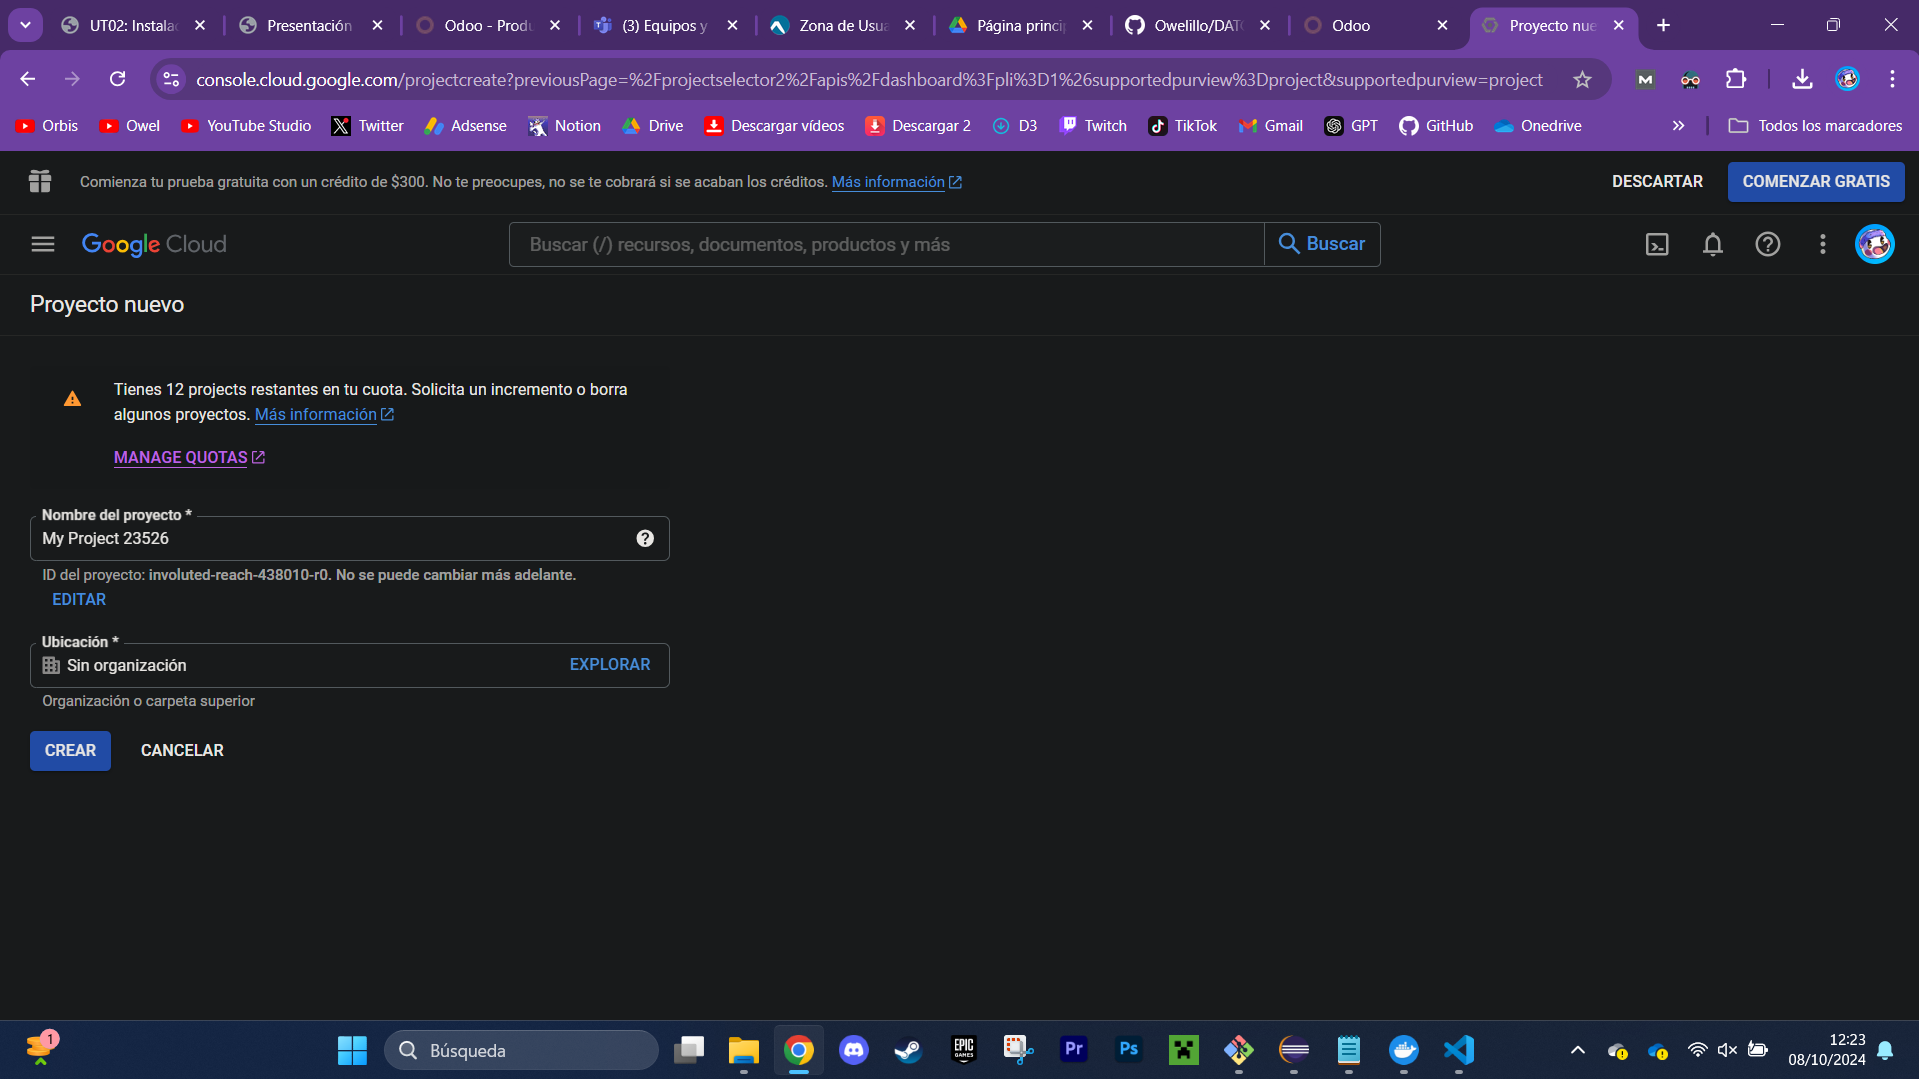 UT02: Instala
Presentación
Odoo - Produ
(3) Equipos y
Zona de Usua
Página princip
Owelillo/DAT
Odoo
Proyecto nue
console.cloud.google.com/projectcreate?previousPage=%2Fprojectselector2%2Fapis%2Fdashboard%3Fpli%3D1%26supportedpurview%3Dproject&supportedpurview=project
Orbis
Owel
YouTube Studio
Twitter
Adsense
Notion
Drive
Descargar vídeos
Descargar 2
D3
Twitch
TikTok
Gmail
GPT
GitHub
Onedrive
Todos los marcadores
Comienza tu prueba gratuita con un crédito de $300. No te preocupes, no se te cobrará si se acaban los créditos. Más información
DESCARTAR
COMENZAR GRATIS
Google Cloud
Buscar (/) recursos, documentos, productos y más
Buscar
Proyecto nuevo
Tienes 12 projects restantes en tu cuota. Solicita un incremento o borra
algunos proyectos. Más información
MANAGE QUOTAS
Nombre del proyecto *
My Project 23526
ID del proyecto: involuted-reach-438010-r0. No se puede cambiar más adelante.
EDITAR
Ubicación *
Sin organización
EXPLORAR
Organización o carpeta superior
CREAR
CANCELAR
1
Búsqueda
EPIC
GAMES
Pr
Ps
12:23
08/10/2024